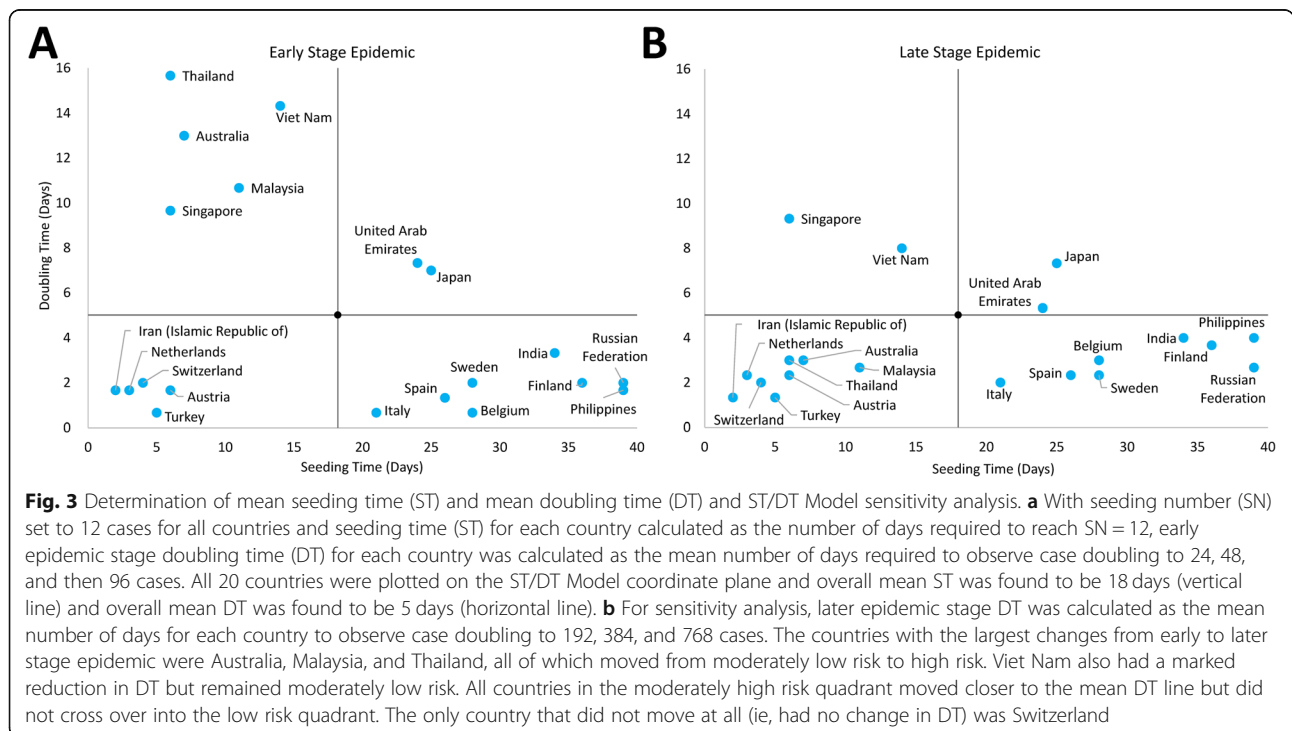 A
Early Stage Epidemic
16
14
12
10
8
6
4
2
0
Doubling Time (Days)
Thailand
Viet Nam
Australia
Malaysia
Singapore
United Arab
Emirates
Japan
Iran (Islamic Republic of)
Netherlands
Switzerland
Austria
Turkey
Russian
Federation
India
Sweden
Finland
Spain
Philippines
Italy
Belgium
0 5 10 15 20 25 30 35 40
Seeding Time (Days)
B
Late Stage Epidemic
16
14
12
10
8
6
4
2
0
Singapore
Viet Nam
Japan
United Arab
Emirates
Iran (Islamic Republic of)
Netherlands
Australia
Malaysia
Thailand
Austria
Switzerland
Turkey
Philippines
India
Belgium
Finland
Spain
Sweden
Italy
Russian
Federation
0 5 10 15 20 25 30 35 40
Seeding Time (Days)
Fig. 3 Determination of mean seeding time (ST) and mean doubling time (DT) and ST/DT Model sensitivity analysis. a With seeding number (SN)
set to 12 cases for all countries and seeding time (ST) for each country calculated as the number of days required to reach SN = 12, early
epidemic stage doubling time (DT) for each country was calculated as the mean number of days required to observe case doubling to 24, 48,
and then 96 cases. All 20 countries were plotted on the ST/DT Model coordinate plane and overall mean ST was found to be 18 days (vertical
line) and overall mean DT was found to be 5 days (horizontal line). b For sensitivity analysis, later epidemic stage DT was calculated as the mean
number of days for each country to observe case doubling to 192, 384, and 768 cases. The countries with the largest changes from early to later
stage epidemic were Australia, Malaysia, and Thailand, all of which moved from moderately low risk to high risk. Viet Nam also had a marked
reduction in DT but remained moderately low risk. All countries in the moderately high risk quadrant moved closer to the mean DT line but did
not cross over into the low risk quadrant. The only country that did not move at all (ie, had no change in DT) was Switzerland